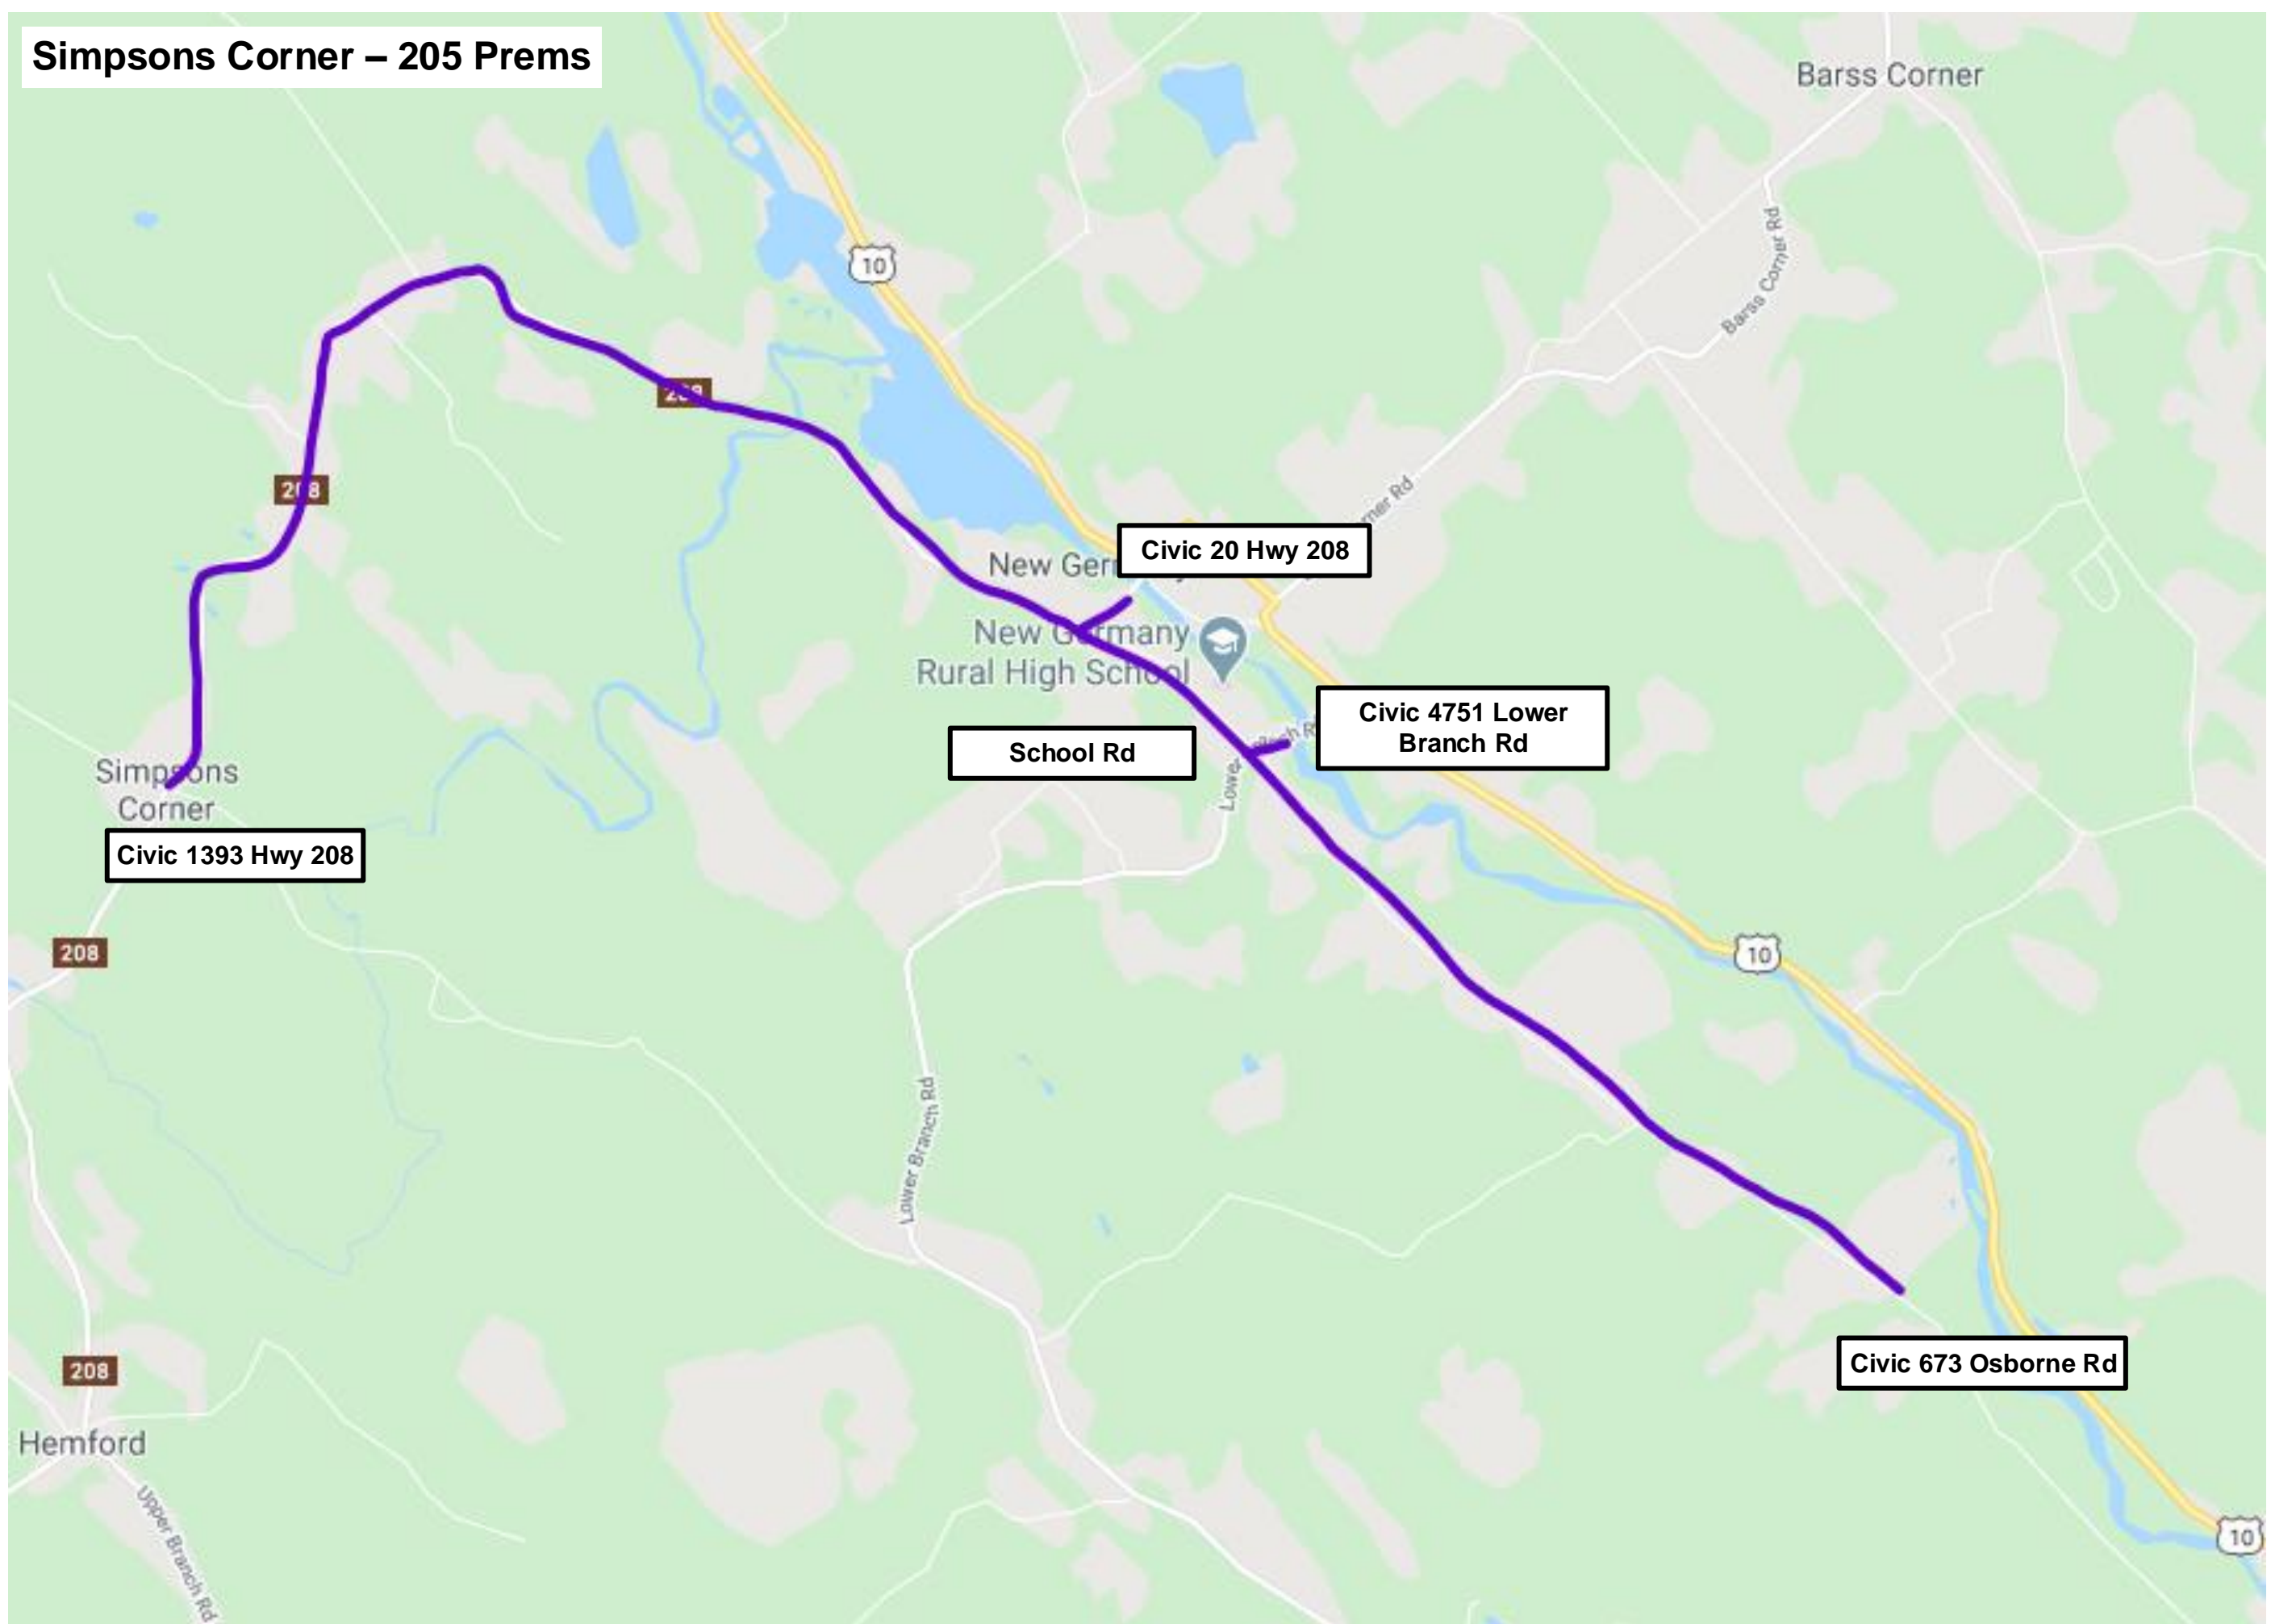 Simpsons Corner – 205 Prems
Barss Corner
Barss Corner Rd
10
208
208
Civic 20 Hwy 208
New
New Germany
Rural High School
Civic 4751 Lower
Branch Rd
School Rd
Simpsons
Corner
Civic 1393 Hwy 208
208
10
Lower Branch Rd
Civic 673 Osborne Rd
208
Hemford
Upper Branch Rd
10